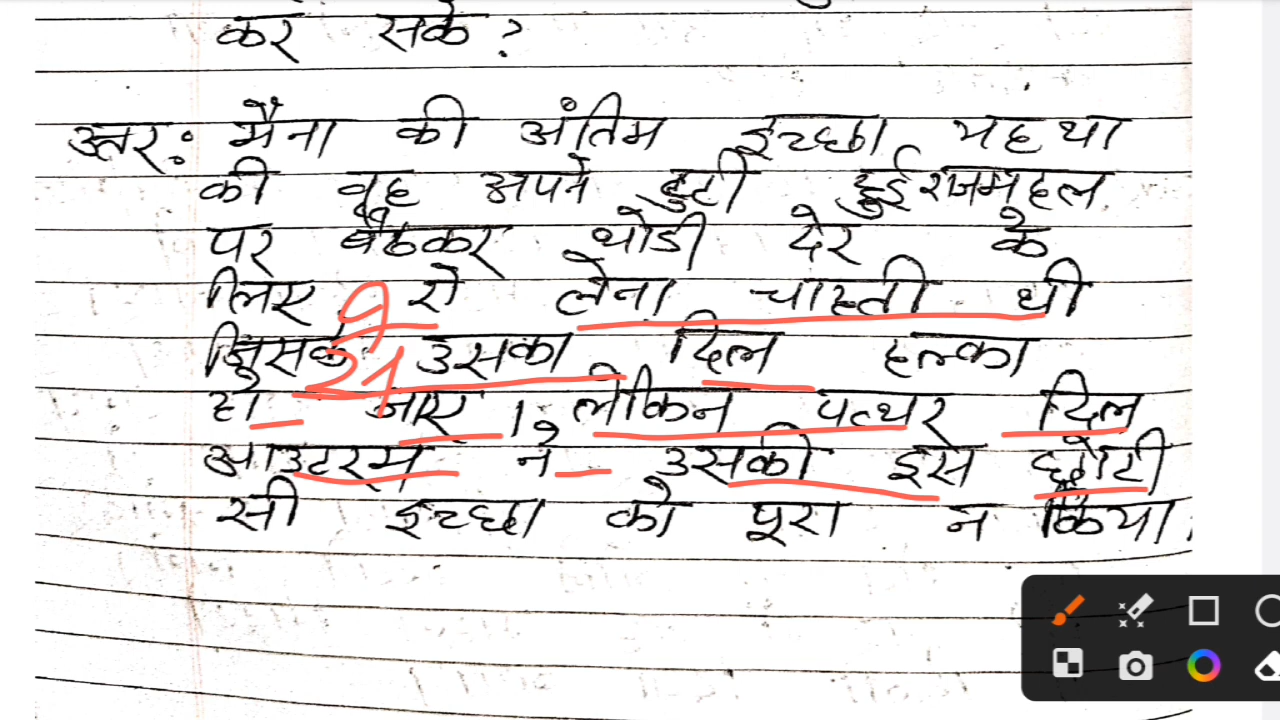 कर सके?
उत्तर: मैना की अंतिम इच्छा यह था
की वह अपने टुटी हुई राजमहल
पर बैठकर थोडी देर के
लिए रो लेना चाहती थी
जिससे उसका दिल हल्का
हो जाए। लेकिन पत्थर दिल
आउटरम ने उसकी इस छोटी
सी इच्छा को पूरा न किया।